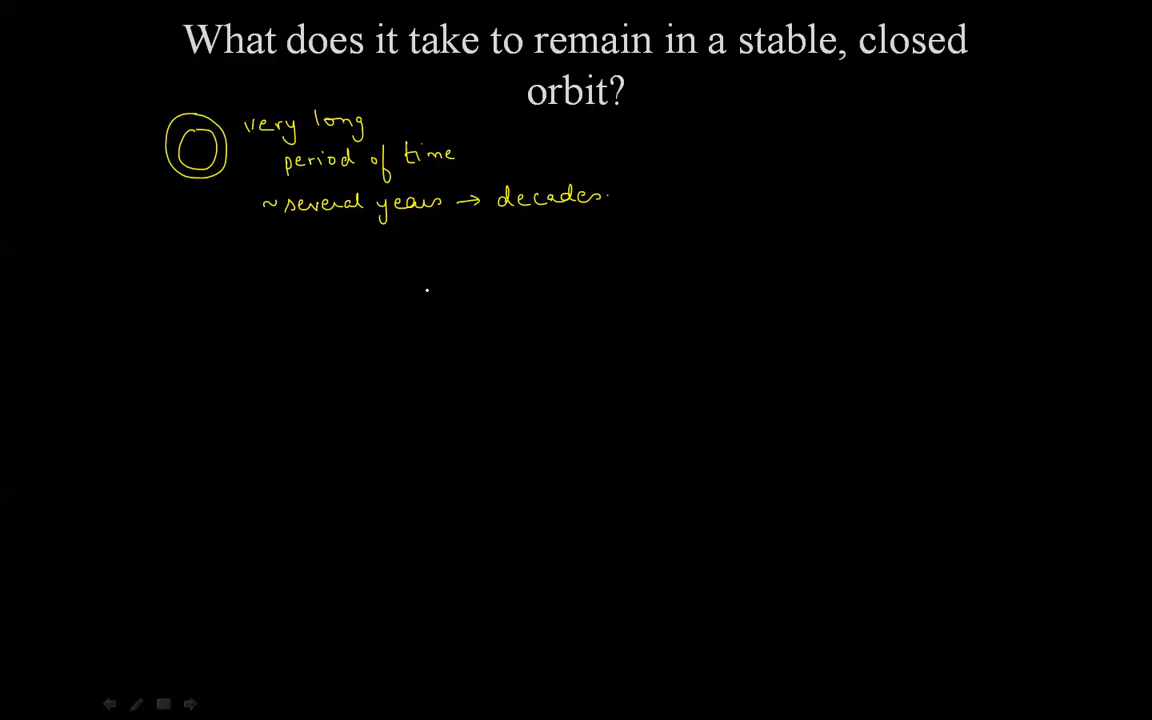 What does it take to remain in a stable, closed
orbit?
very long
period of time
~ several years → decades.